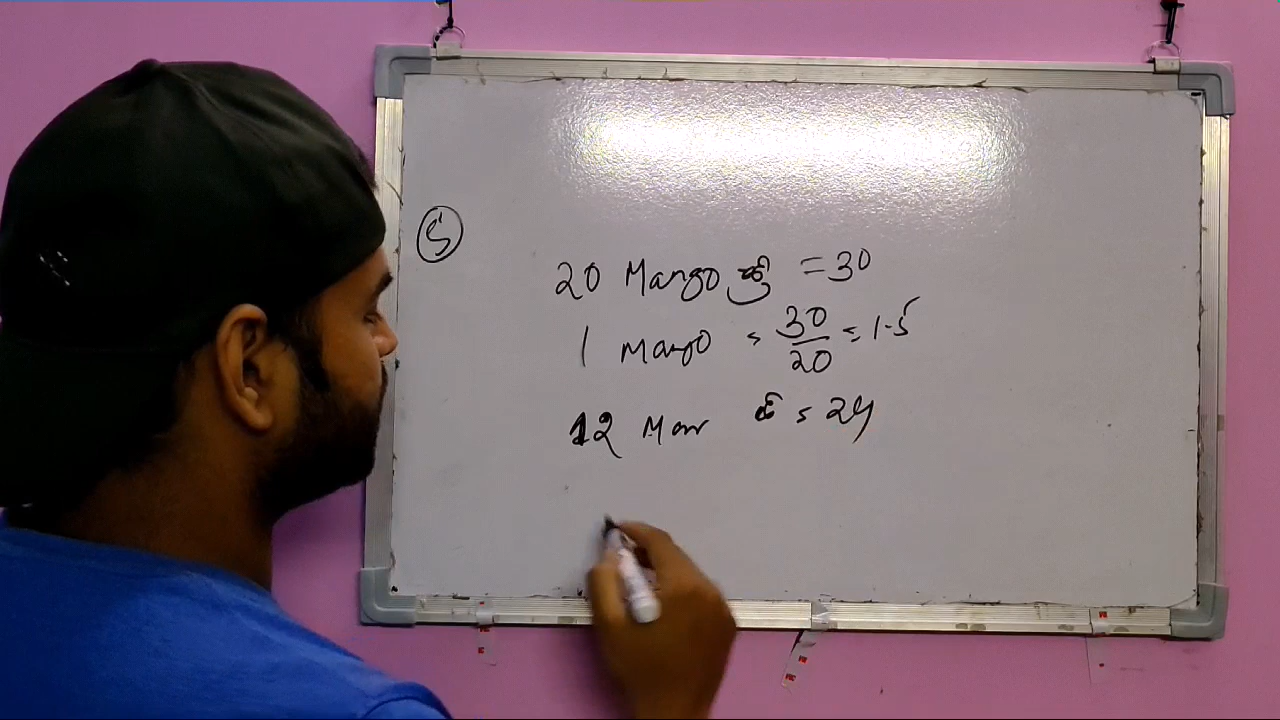 5
20 Mango = 30
1 Mango = 30/20 = 1.5
12 Man = 24